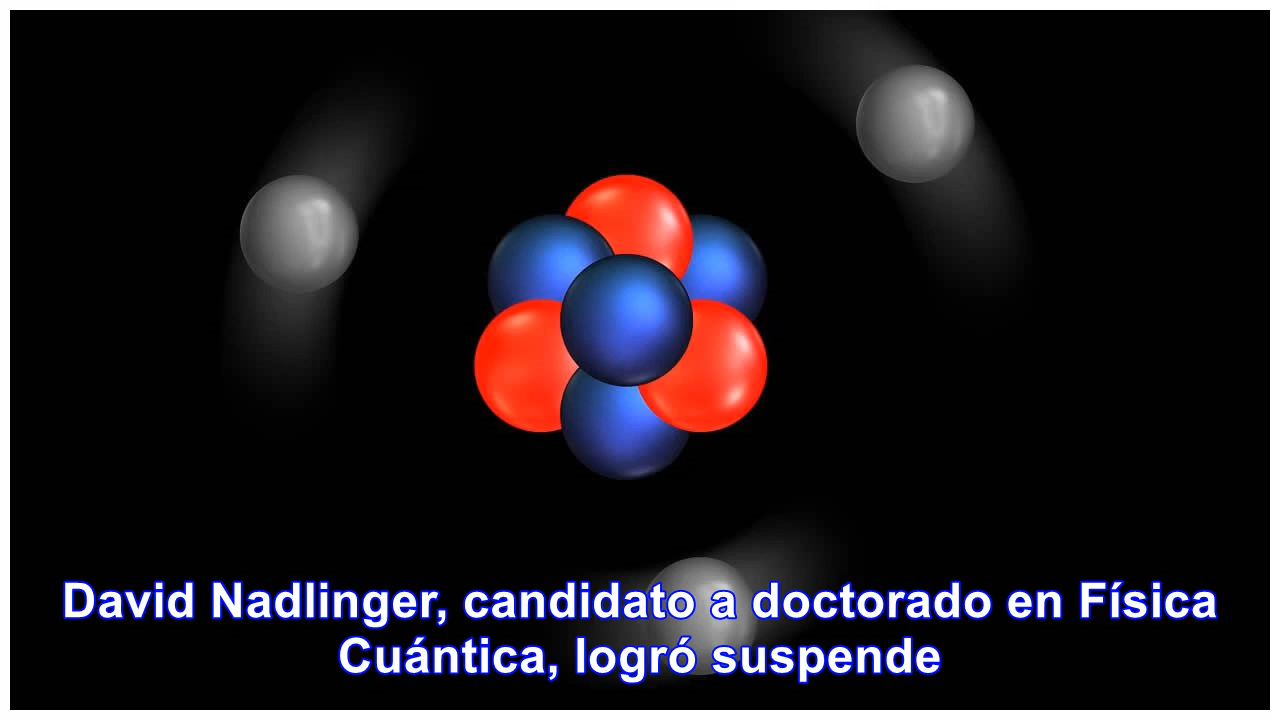 David Nadlinger, candidato a doctorado en Física
Cuántica, logró suspende